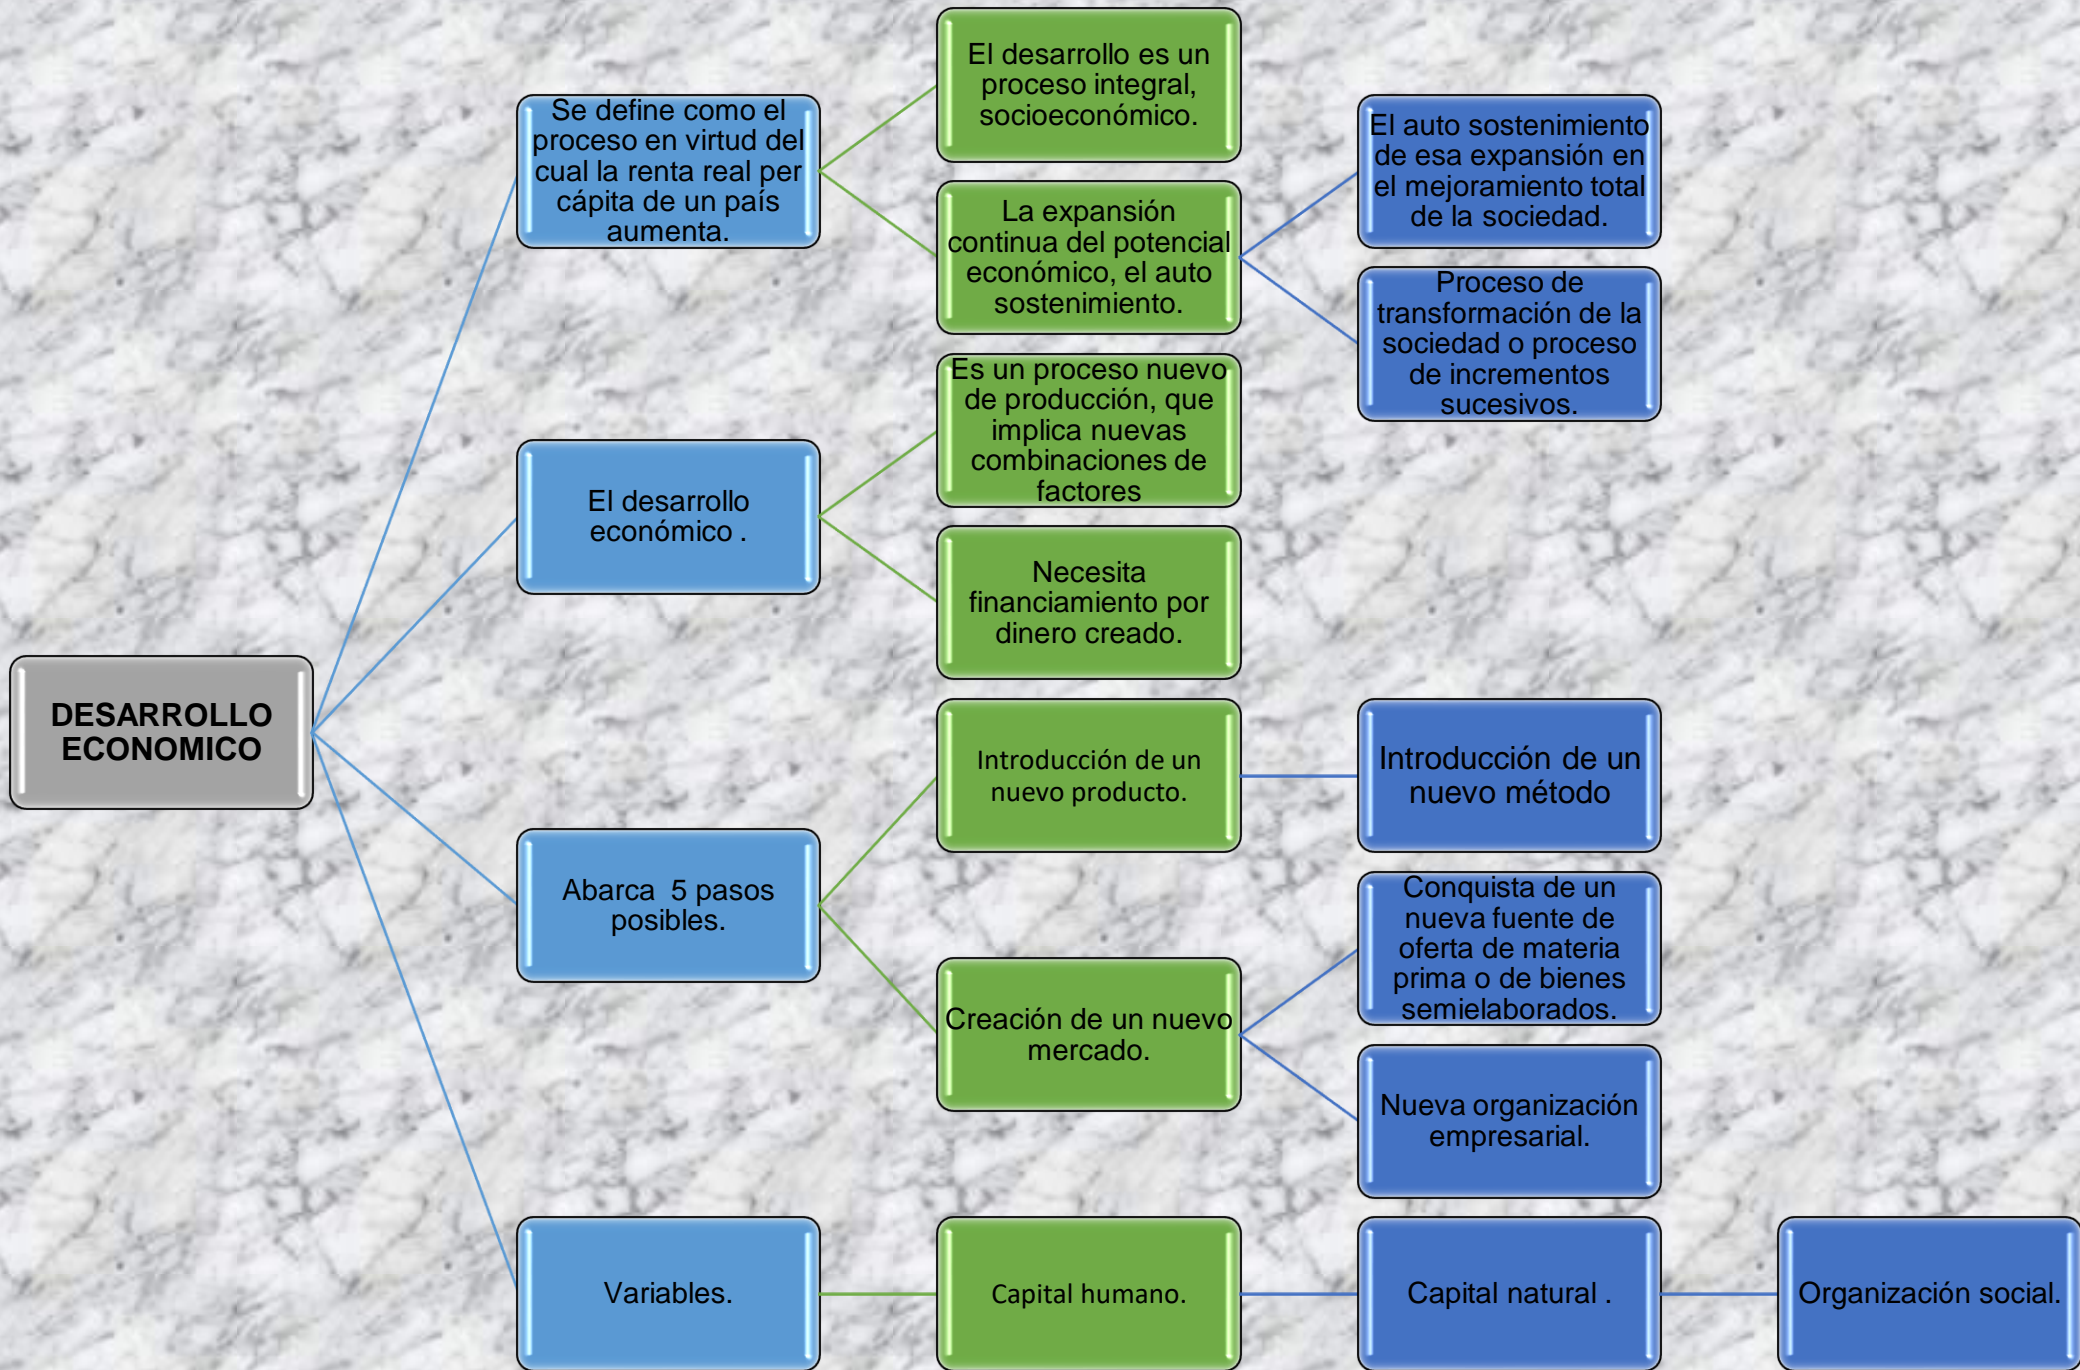 DESARROLLO
ECONOMICO
Se define como el
proceso en virtud del
cual la renta real per
cápita de un país
aumenta.
El desarrollo es un
proceso integral,
socioeconómico.
La expansión
continua del potencial
económico, el auto
sostenimiento.
El auto sostenimiento
de esa expansión en
el mejoramiento total
de la sociedad.
Proceso de
transformación de la
sociedad o proceso
de incrementos
sucesivos.
El desarrollo
económico .
Es un proceso nuevo
de producción, que
implica nuevas
combinaciones de
factores
Necesita
financiamiento por
dinero creado.
Abarca  5 pasos
posibles.
Introducción de un
nuevo producto.
Introducción de un
nuevo método
Creación de un nuevo
mercado.
Conquista de un
nueva fuente de
oferta de materia
prima o de bienes
semielaborados.
Nueva organización
empresarial.
Variables.
Capital humano.
Capital natural .
Organización social.